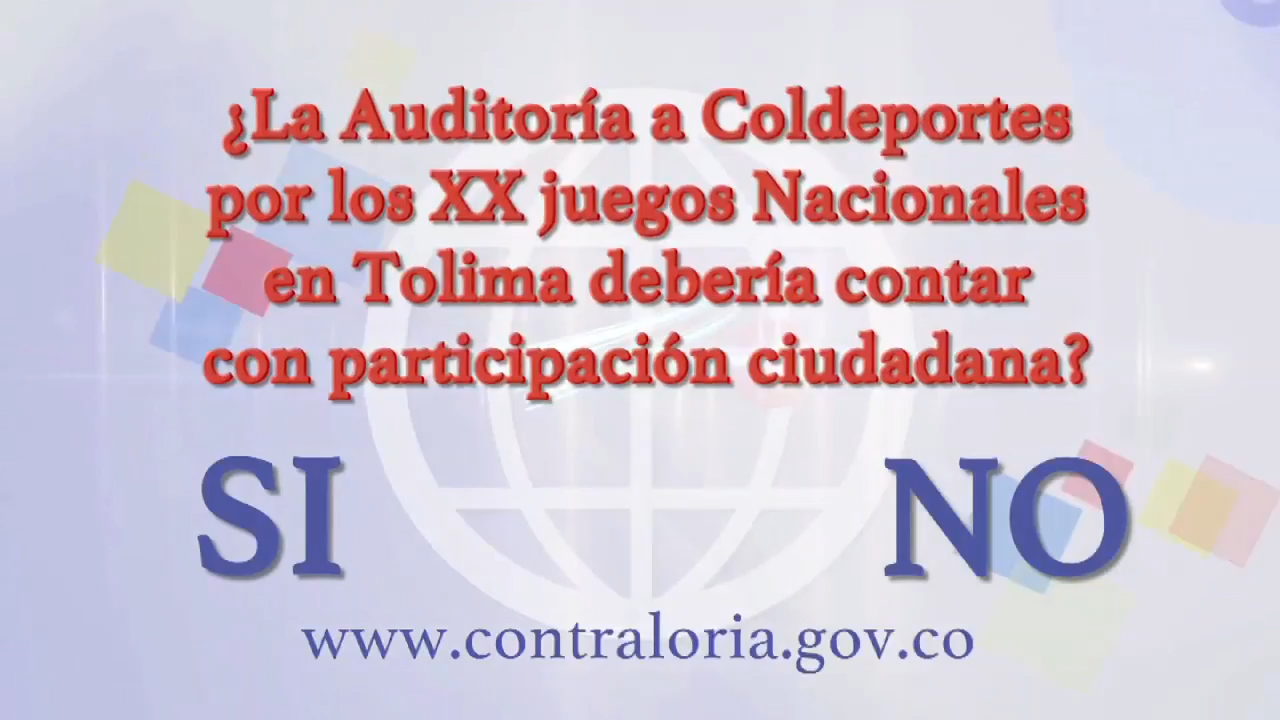 ¿La Auditoría a Coldeportes
por los XX juegos Nacionales
en Tolima debería contar
con participación ciudadana?
SI NO
www.contraloria.gov.co